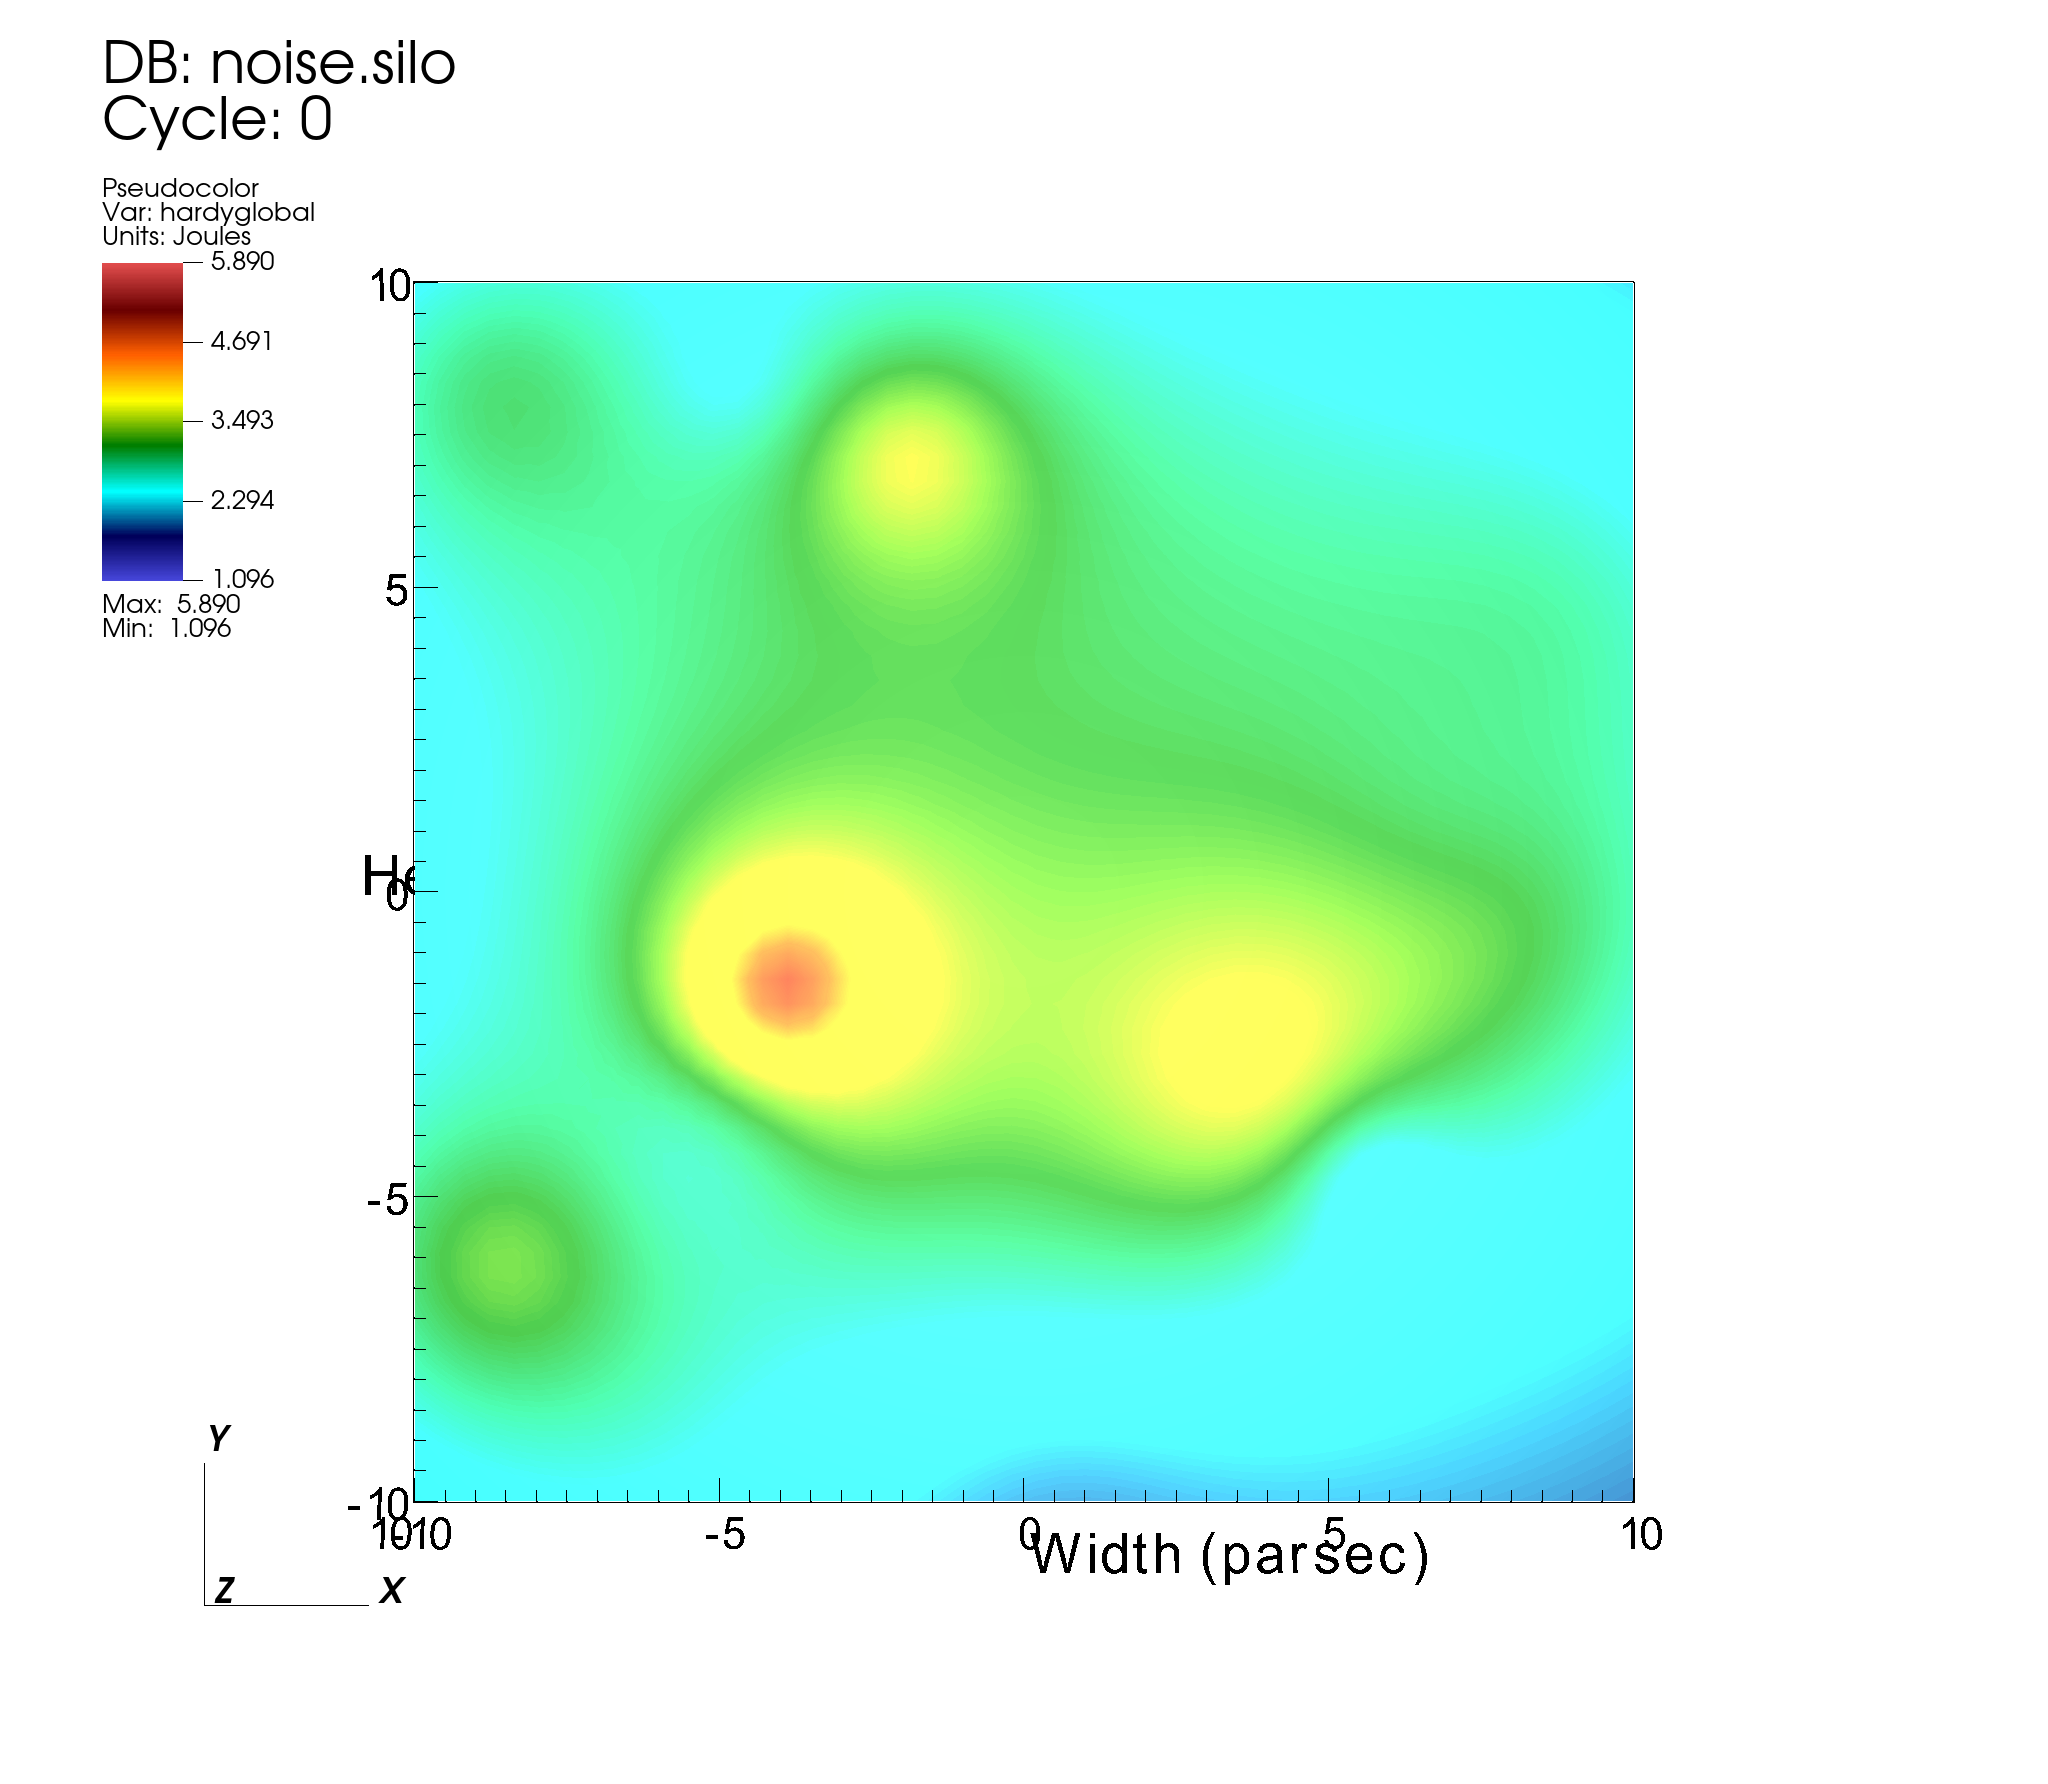 DB: noise.silo
Cycle: 0
Pseudocolor
Var: hardyglobal
Units: Joules
5.890
4.691
3.493
2.294
1.096
Max: 5.890
Min: 1.096
10
5
0
-5
-10
10
-10
-5
0
5
10
Width (parsec)
Y
Z
X